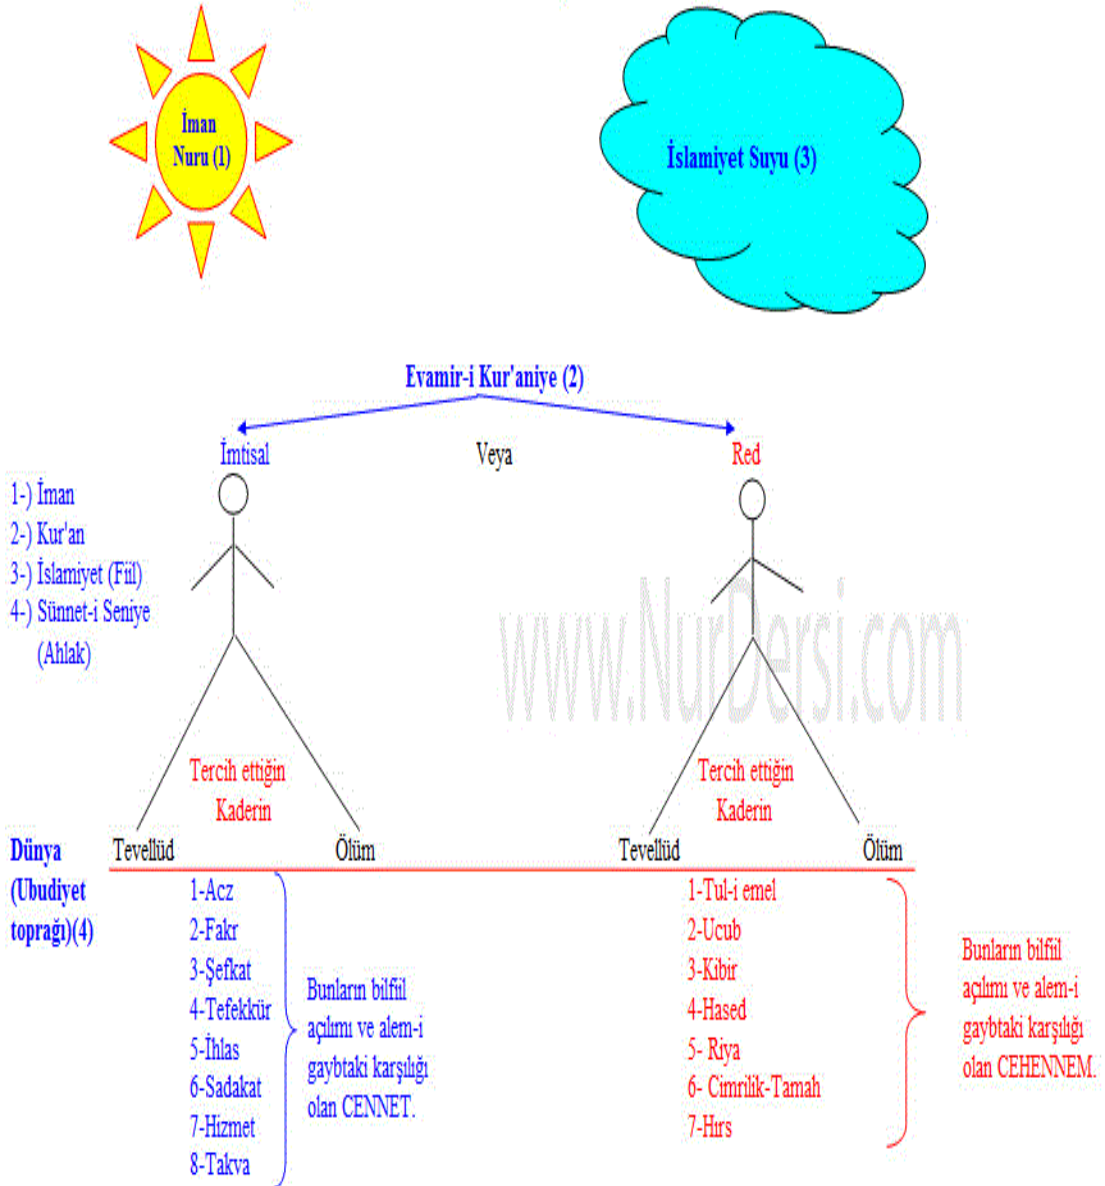 İman
Nuru (1)
İslamiyet Suyu (3)
Evamir-i Kur'aniye (2)
İmtisal
Veya
Red
1-) İman
2-) Kur'an
3-) İslamiyet (Fiil)
4-) Sünnet-i Seniye
(Ahlak)
www.NurDersi.com
Tercih ettiğin
Kaderin
Tercih ettiğin
Kaderin
Dünya
(Ubudiyet
toprağı)(4)
Tevellüd
Ölüm
Tevellüd
Ölüm
1-Acz
2-Fakr
3-Şefkat
4-Tefekkür
5-İhlas
6-Sadakat
7-Hizmet
8-Takva
Bunların bilfiil
açılımı ve alem-i
gaybtaki karşılığı
olan CENNET.
1-Tul-i emel
2-Ucub
3-Kibir
4-Hased
5- Riya
6- Cimrilik-Tamah
7-Hırs
Bunların bilfiil
açılımı ve alem-i
gaybtaki karşılığı
olan CEHENNEM.